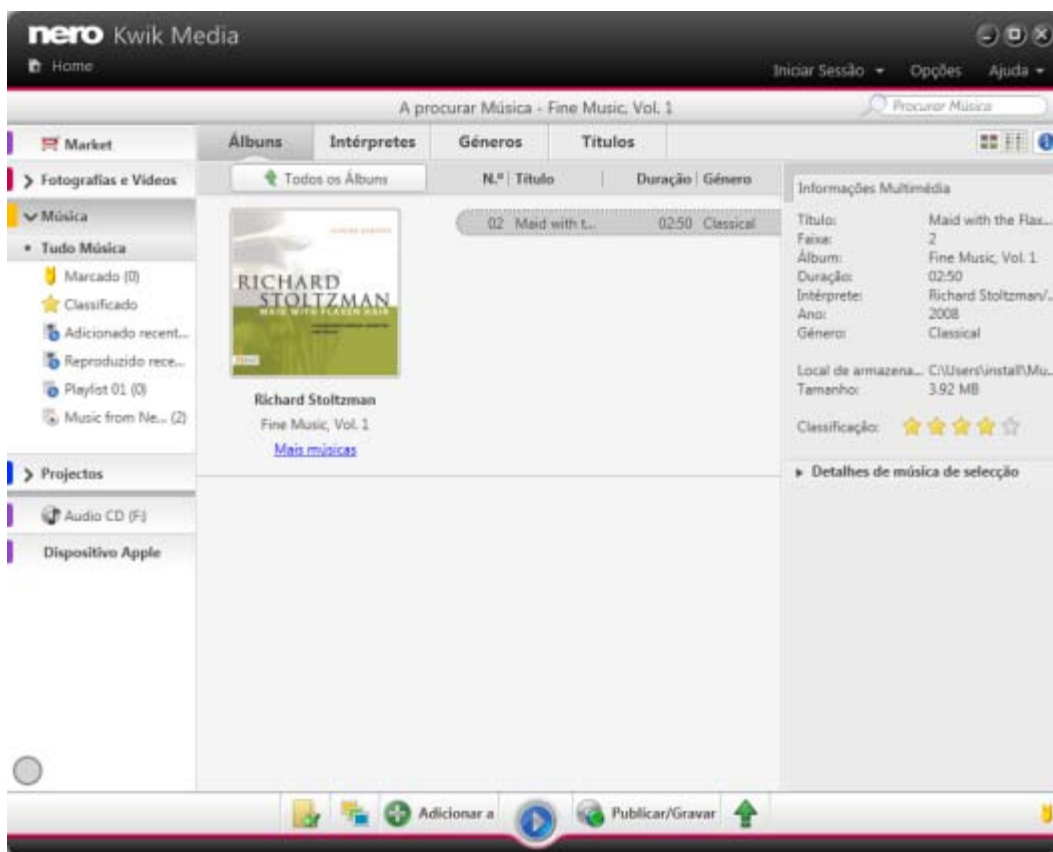 nero Kwik Media
Home
Iniciar Sessão Opções Ajuda
A procurar Música - Fine Music, Vol. 1
Procurar Música
Market
Fotografias e Vídeos
Música
Tudo Música
Marcado (0)
Classificado
Adicionado recent...
Reproduzido rece...
Playlist 01 (0)
Music from Ne... (2)
Projectos
Audio CD (F:)
Dispositivo Apple
Álbuns Intérpretes Géneros Títulos
Todos os Álbuns
N.º Título Duração Género
02 Maid with t... 02:50 Classical
RICHARD
STOLTZMAN
MAID WITH FLAXEN HAIR
Richard Stoltzman
Fine Music, Vol. 1
Mais músicas
Informações Multimédia
Título: Maid with the Flax...
Faixa: 2
Álbum: Fine Music, Vol. 1
Duração: 02:50
Intérprete: Richard Stoltzman/...
Ano: 2008
Género: Classical
Local de armazena... C:\Users\install\Mu...
Tamanho: 3.92 MB
Classificação:
Detalhes de música de selecção
Adicionar a
Publicar/Gravar